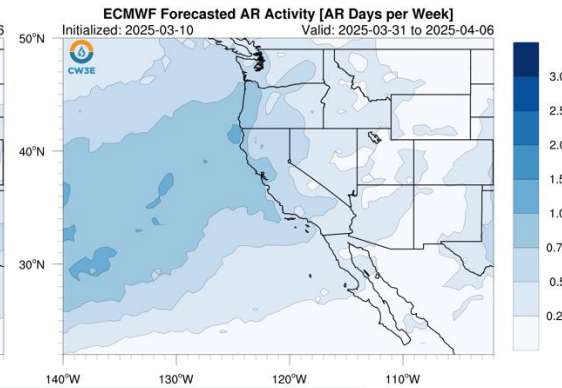 ECMWF Forecasted AR Activity [AR Days per Week]
Initialized: 2025-03-10 Valid: 2025-03-31 to 2025-04-06
6
50°N
CW3E
3.0
2.5
2.0
40°N
1.5
1.0
0.7
30°N
0.5
0.2
140°W 130°W 120°W 110°W